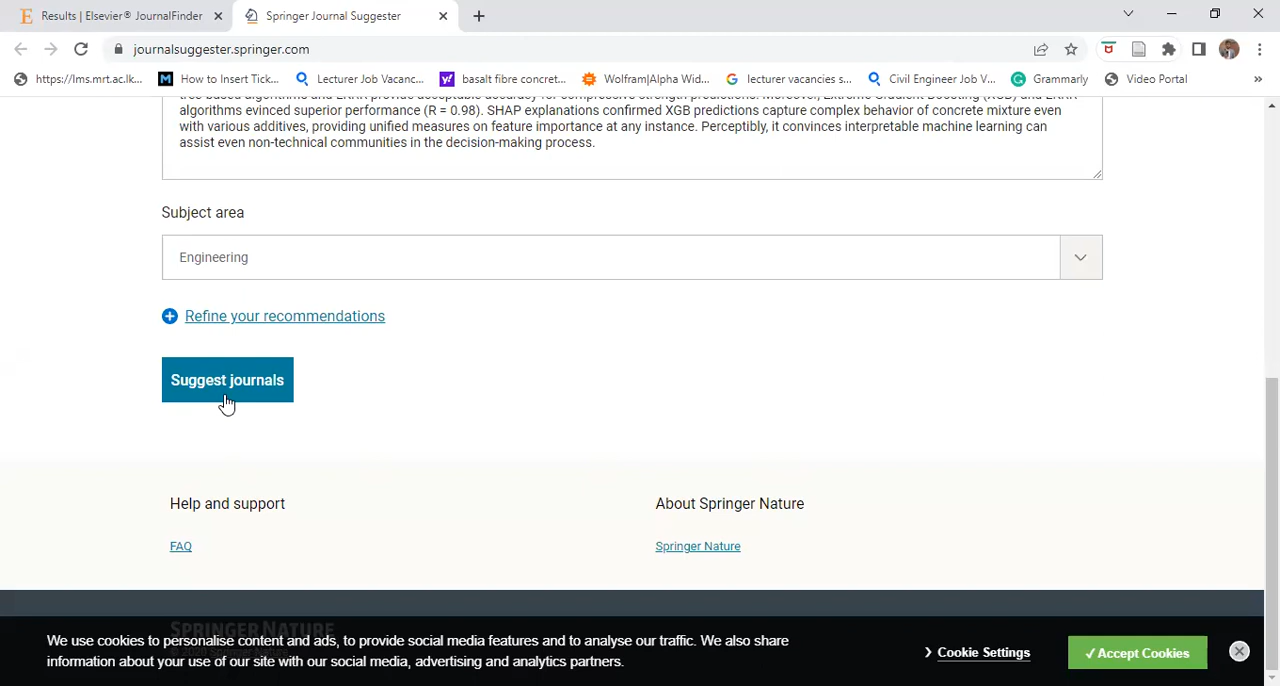 Results | Elsevier® JournalFinder
Springer Journal Suggester
journalsuggester.springer.com
https://lms.mrt.ac.lk...
How to Insert Tick...
Lecturer Job Vacanc...
basalt fibre concret...
Wolfram|Alpha Wid...
lecturer vacancies s...
Civil Engineer Job V...
Grammarly
Video Portal
algorithms evinced superior performance (R = 0.98). SHAP explanations confirmed XGB predictions capture complex behavior of concrete mixture even
with various additives, providing unified measures on feature importance at any instance. Perceptibly, it convinces interpretable machine learning can
assist even non-technical communities in the decision-making process.
Subject area
Engineering
Refine your recommendations
Suggest journals
Help and support
About Springer Nature
FAQ
Springer Nature
SPRINGER NATURE
© 2020 Springer Nature
We use cookies to personalise content and ads, to provide social media features and to analyse our traffic. We also share
information about your use of our site with our social media, advertising and analytics partners.
Cookie Settings
✓ Accept Cookies